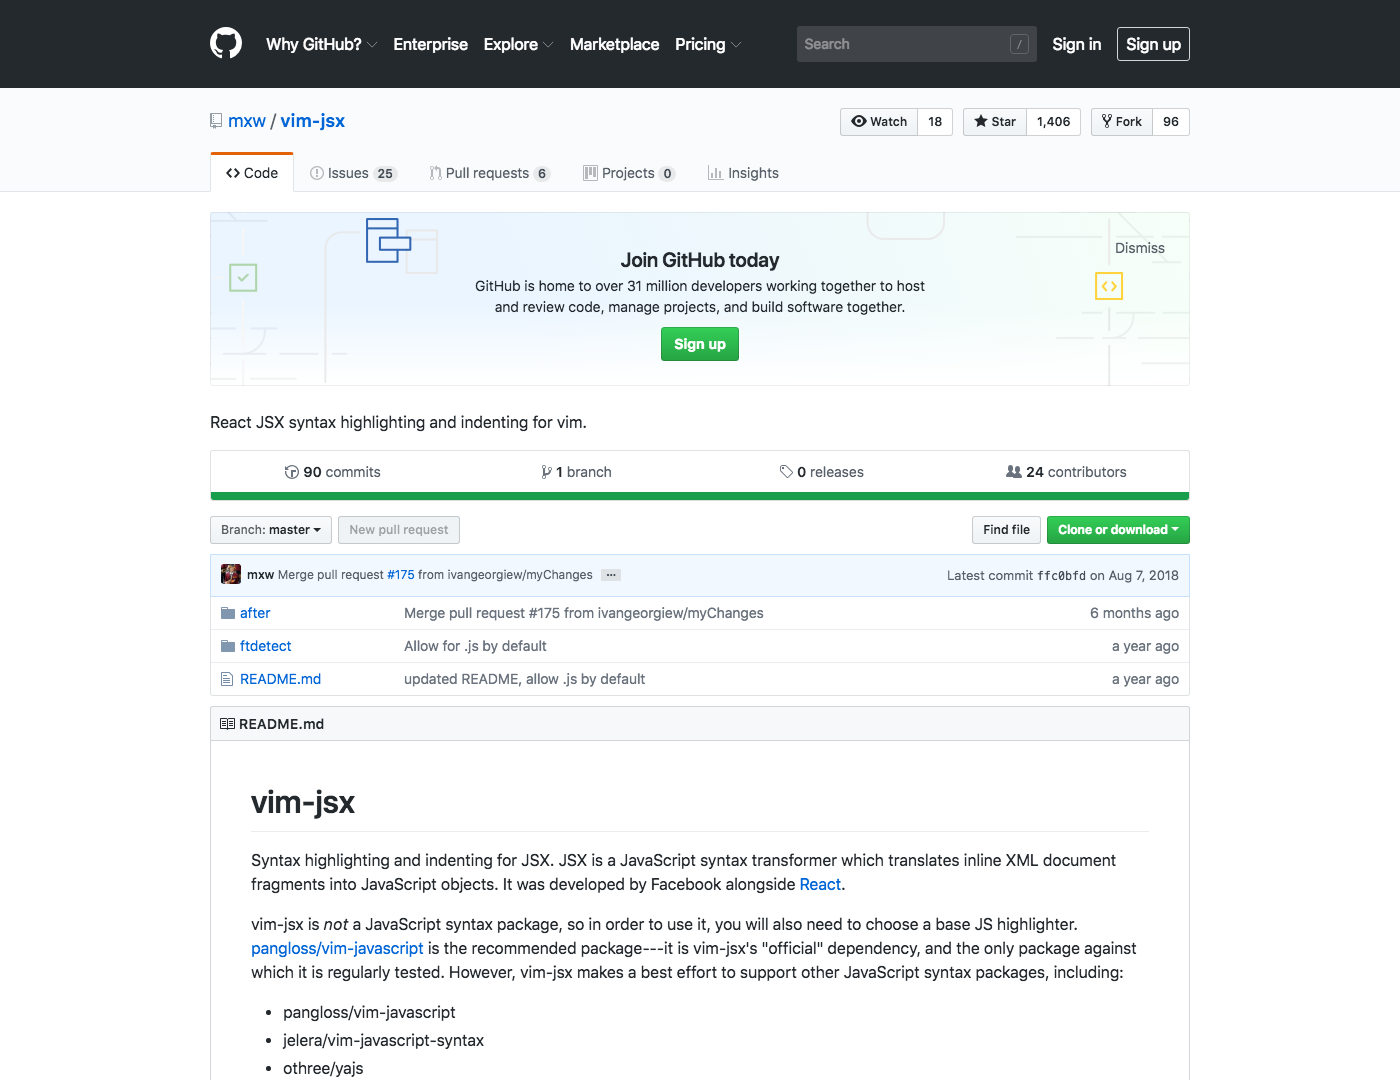 Why GitHub? Enterprise Explore Marketplace Pricing Search / Sign in Sign up
mxw / vim-jsx Watch 18 Star 1,406 Fork 96
Code Issues 25 Pull requests 6 Projects 0 Insights
Dismiss
Join GitHub today
GitHub is home to over 31 million developers working together to host
and review code, manage projects, and build software together.
Sign up
React JSX syntax highlighting and indenting for vim.
90 commits 1 branch 0 releases 24 contributors
Branch: master New pull request Find file Clone or download
mxw Merge pull request #175 from ivangeorgiew/myChanges ... Latest commit ffc0bfd on Aug 7, 2018
after Merge pull request #175 from ivangeorgiew/myChanges 6 months ago
ftdetect Allow for .js by default a year ago
README.md updated README, allow .js by default a year ago
README.md
vim-jsx
Syntax highlighting and indenting for JSX. JSX is a JavaScript syntax transformer which translates inline XML document
fragments into JavaScript objects. It was developed by Facebook alongside React.
vim-jsx is not a JavaScript syntax package, so in order to use it, you will also need to choose a base JS highlighter.
pangloss/vim-javascript is the recommended package---it is vim-jsx's "official" dependency, and the only package against
which it is regularly tested. However, vim-jsx makes a best effort to support other JavaScript syntax packages, including:
• pangloss/vim-javascript
• jelera/vim-javascript-syntax
• othree/yajs